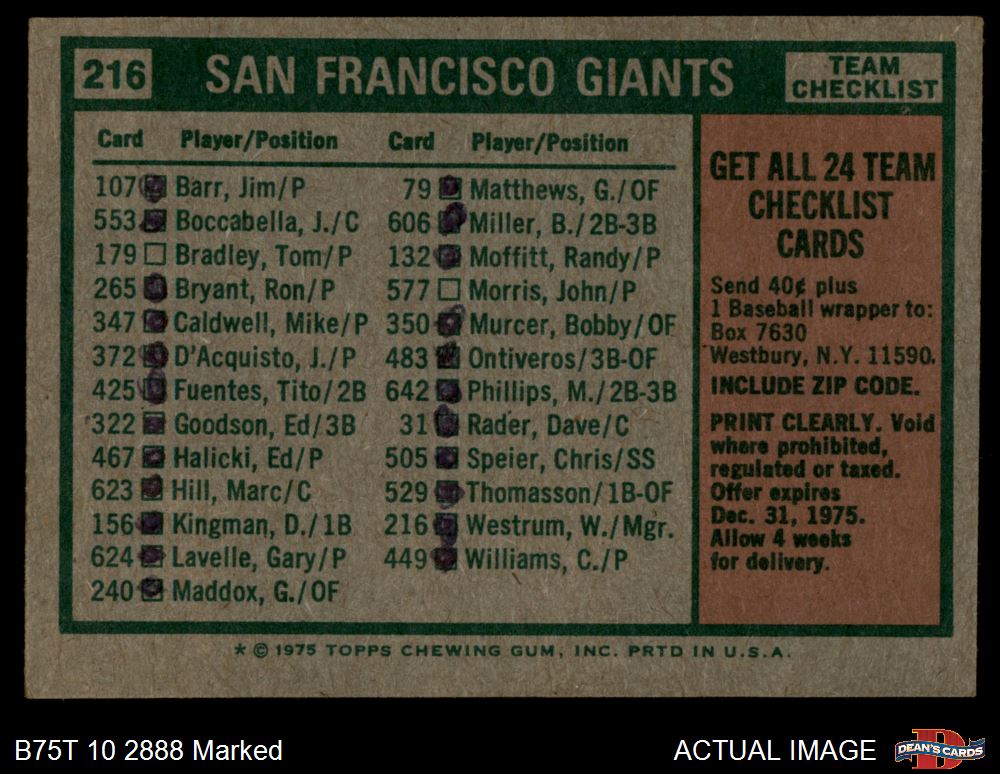 216 SAN FRANCISCO GIANTS TEAM CHECKLIST
Card Player/Position Card Player/Position
107 Barr, Jim/P
553 Boccabella, J./C
179 Bradley, Tom/P
265 Bryant, Ron/P
347 Caldwell, Mike/P
372 D'Acquisto, J./P
425 Fuentes, Tito/2B
322 Goodson, Ed/3B
467 Halicki, Ed/P
623 Hill, Marc/C
156 Kingman, D./1B
624 Lavelle, Gary/P
240 Maddox, G./OF
79 Matthews, G./OF
606 Miller, B./2B-3B
132 Moffitt, Randy/P
577 Morris, John/P
350 Murcer, Bobby/OF
483 Ontiveros/3B-OF
642 Phillips, M./2B-3B
31 Rader, Dave/C
505 Speier, Chris/SS
529 Thomasson/1B-OF
216 Westrum, W./Mgr.
449 Williams, C./P
GET ALL 24 TEAM
CHECKLIST
CARDS
Send 40¢ plus
1 Baseball wrapper to:
Box 7630
Westbury, N.Y. 11590.
INCLUDE ZIP CODE.
PRINT CLEARLY. Void
where prohibited,
regulated or taxed.
Offer expires
Dec. 31, 1975.
Allow 4 weeks
for delivery.
* © 1975 TOPPS CHEWING GUM, INC. PRTD IN U.S.A.
B75T 10 2888 Marked
ACTUAL IMAGE
DEAN'S CARDS